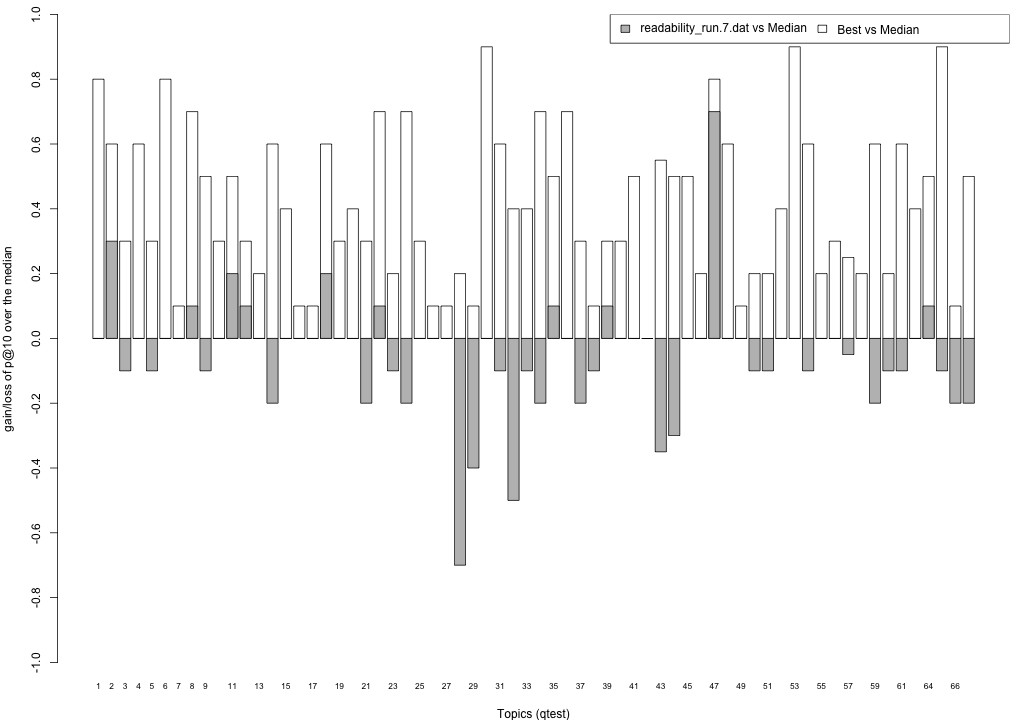 readability_run.7.dat vs Median Best vs Median
gain/loss of p@10 over the median
1.0
0.8
0.6
0.4
0.2
0.0
-0.2
-0.4
-0.6
-0.8
-1.0
1 2 3 4 5 6 7 8 9 11 13 15 17 19 21 23 25 27 29 31 33 35 37 39 41 43 45 47 49 51 53 55 57 59 61 64 66
Topics (qtest)